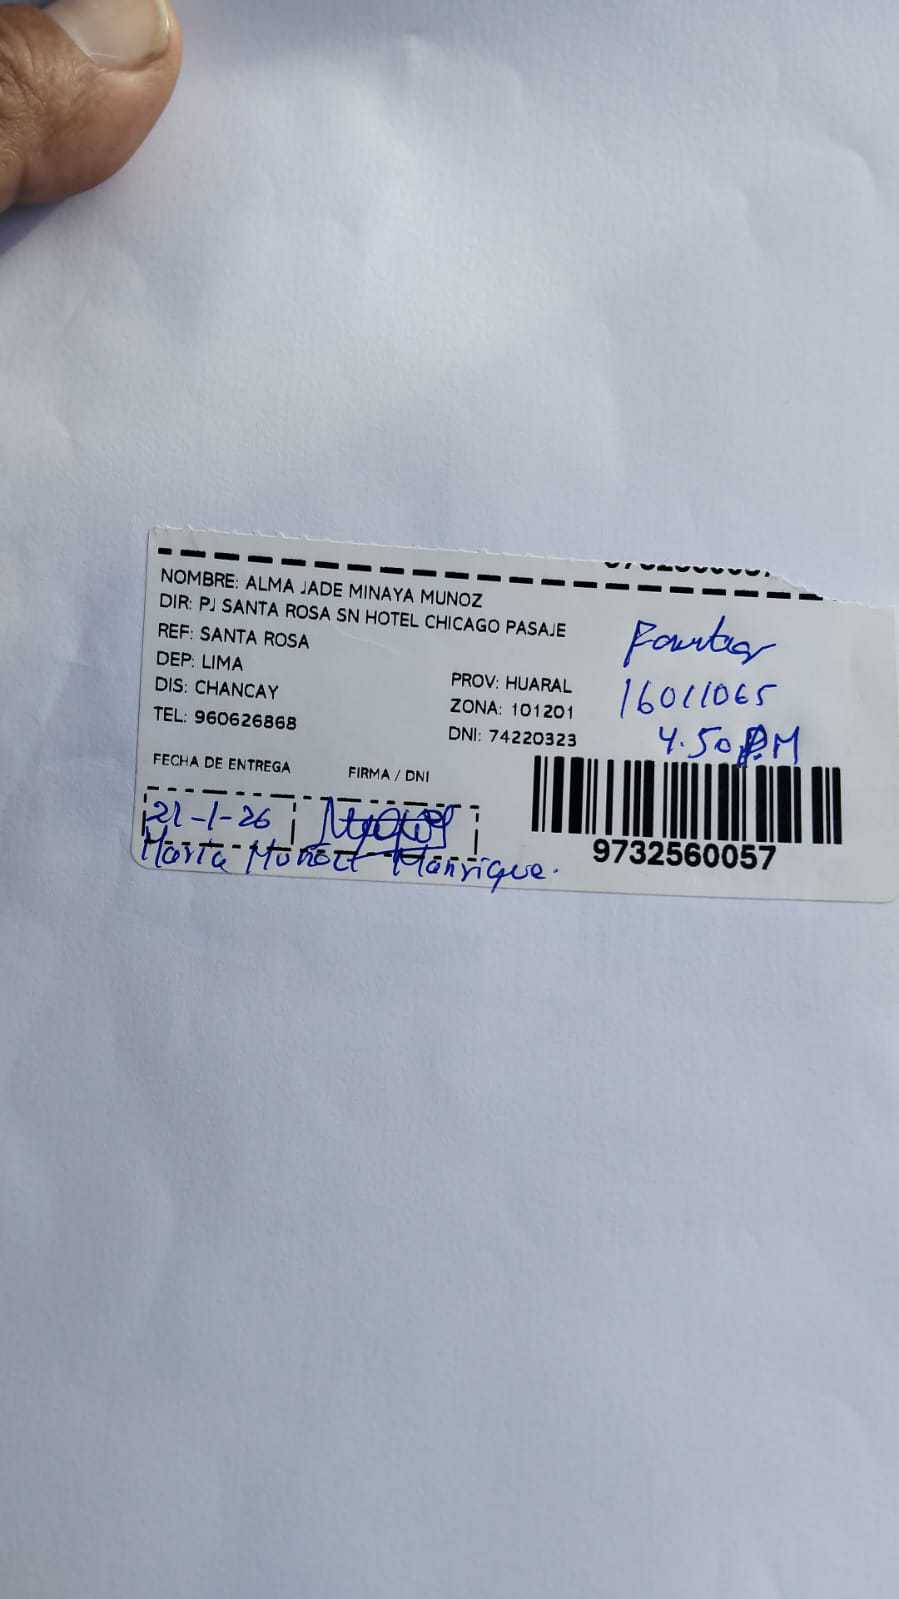 NOMBRE: ALMA JADE MINAYA MUNOZ
DIR: PJ SANTA ROSA SN HOTEL CHICAGO PASAJE
REF: SANTA ROSA
DEP: LIMA
DIS: CHANCAY
PROV: HUARAL
ZONA: 101201
TEL: 960626868
DNI: 74220323
16011065
4.50 P.M
FECHA DE ENTREGA
FIRMA / DNI
21-1-26
Maria Muñoz Manrique.
9732560057